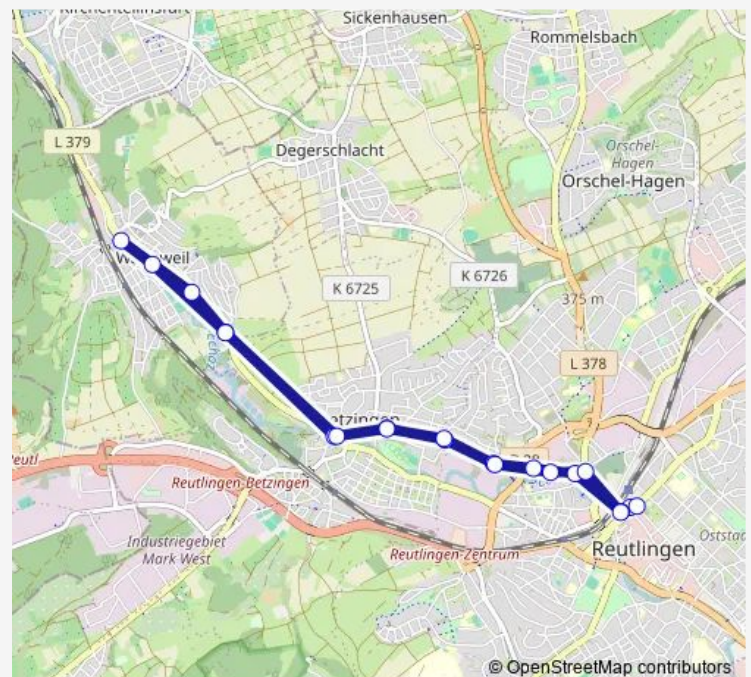 Sickenhausen
Rommelsbach
L 379
Degerschlacht
Orschel-
Hagen
Orschel-Hagen
K 6725
K 6726
375 m
L 378
Reutlingen-Betzingen
Industriegebiet
Mark West
Reutlingen-Zentrum
Reutlingen
© OpenStreetMap contributors